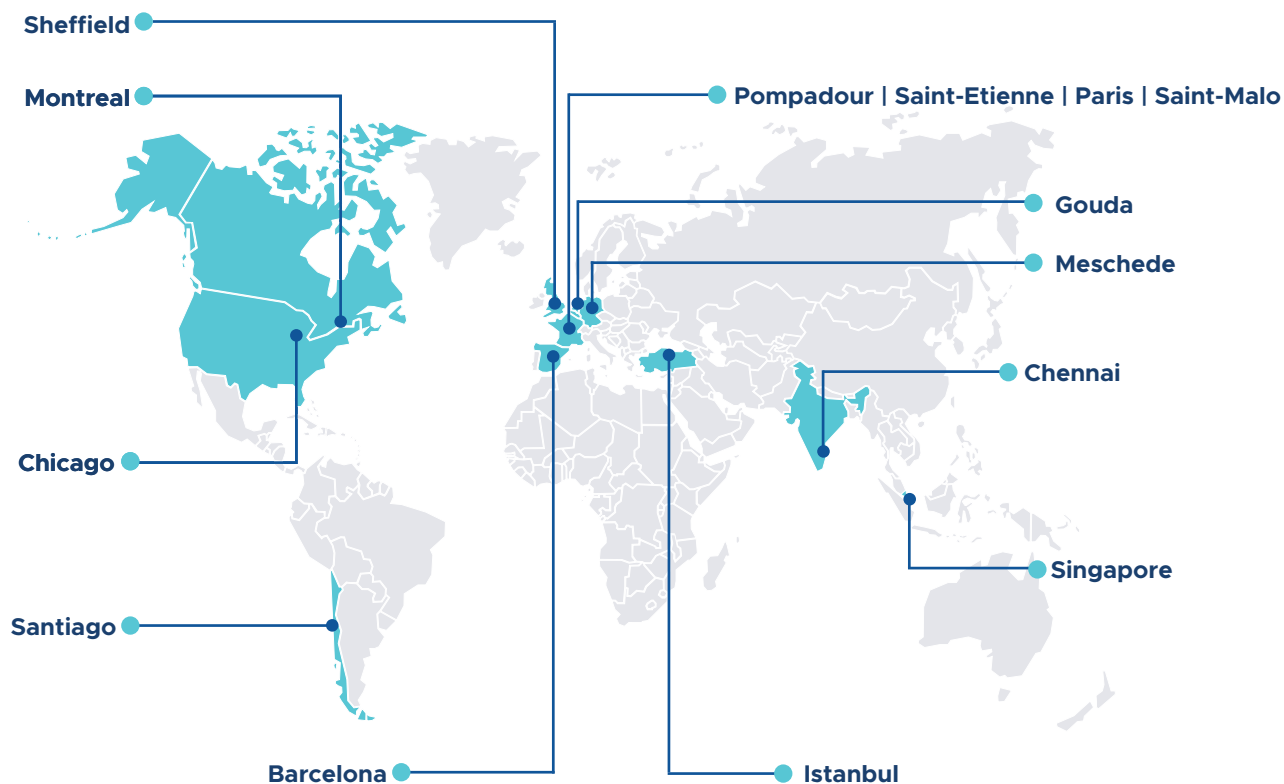 Sheffield
Montreal
Pompadour | Saint-Etienne | Paris | Saint-Malo
Gouda
Meschede
Chennai
Chicago
Singapore
Santiago
Barcelona
Istanbul